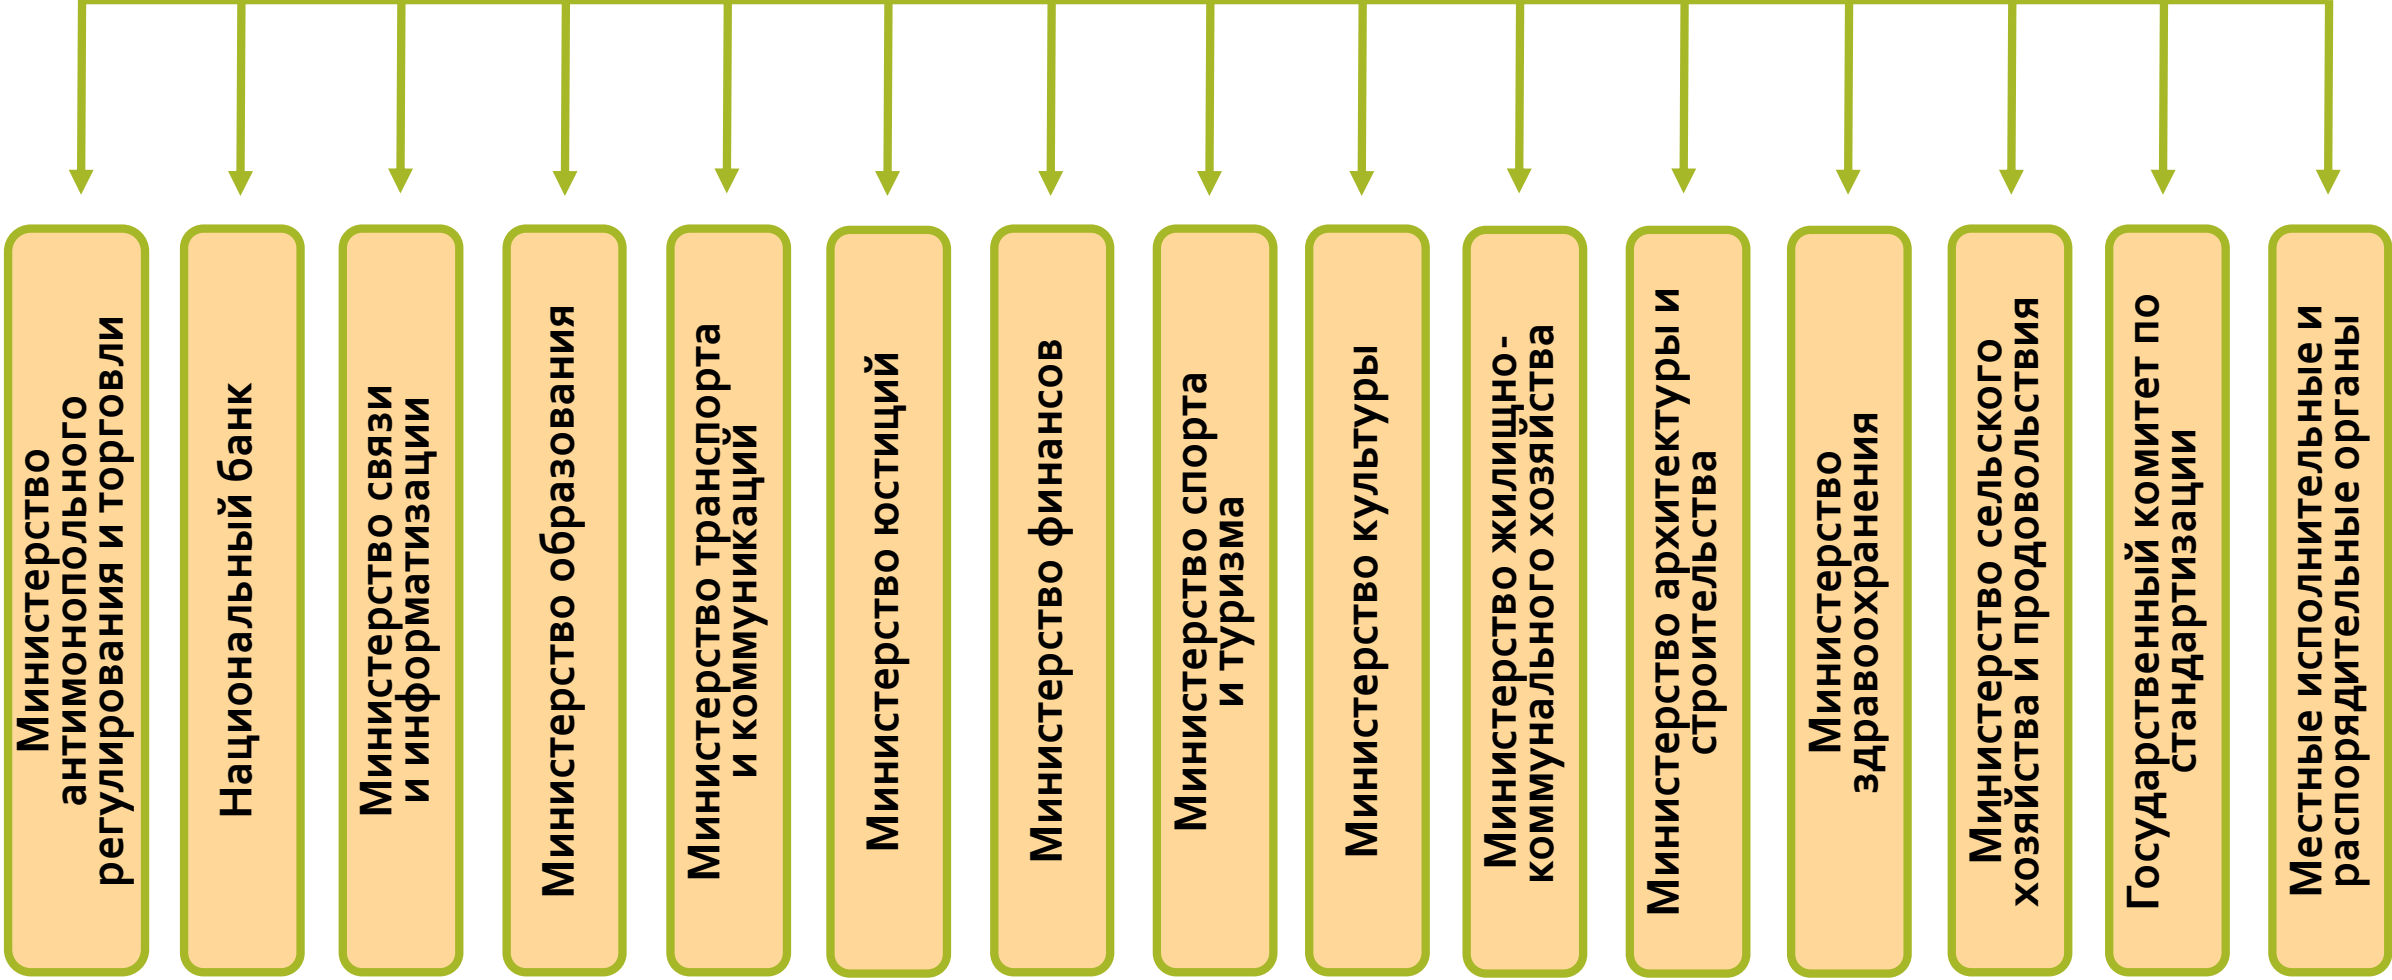 Министерство
антимонопольного
регулирования и торговли
Национальный банк
Министерство связи
и информатизации
Министерство образования
Министерство транспорта
и коммуникаций
Министерство юстиций
Министерство финансов
Министерство спорта
и туризма
Министерство культуры
Министерство жилищно-
коммунального хозяйства
Министерство архитектуры и
строительства
Министерство
здравоохранения
Министерство сельского
хозяйства и продовольствия
Государственный комитет по
стандартизации
Местные исполнительные и
распорядительные органы